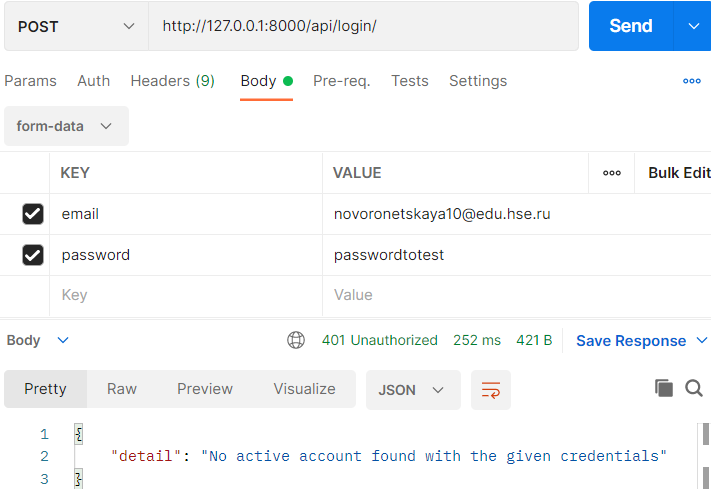 POST http://127.0.0.1:8000/api/login/ Send
Params Auth Headers (9) Body Pre-req. Tests Settings
form-data
KEY VALUE Bulk Edit
email novoronetskaya10@edu.hse.ru
password passwordtotest
Key Value
Body 401 Unauthorized 252 ms 421 B Save Response
Pretty Raw Preview Visualize JSON
1 {
2 "detail": "No active account found with the given credentials"
3 }